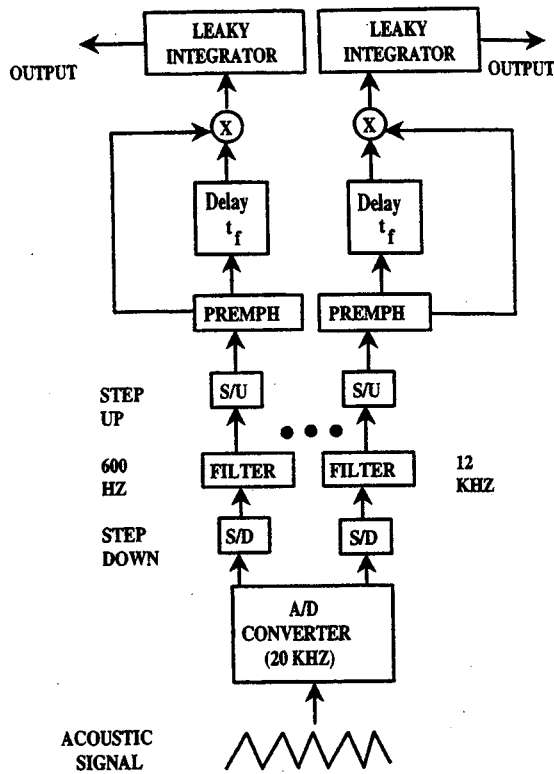 LEAKY
INTEGRATOR
LEAKY
INTEGRATOR
OUTPUT
OUTPUT
X
X
Delay
t f
Delay
t f
PREMPH
PREMPH
STEP
UP
S/U
S/U
600
HZ
FILTER
FILTER
12
KHZ
STEP
DOWN
S/D
S/D
A/D
CONVERTER
(20 KHZ)
ACOUSTIC
SIGNAL